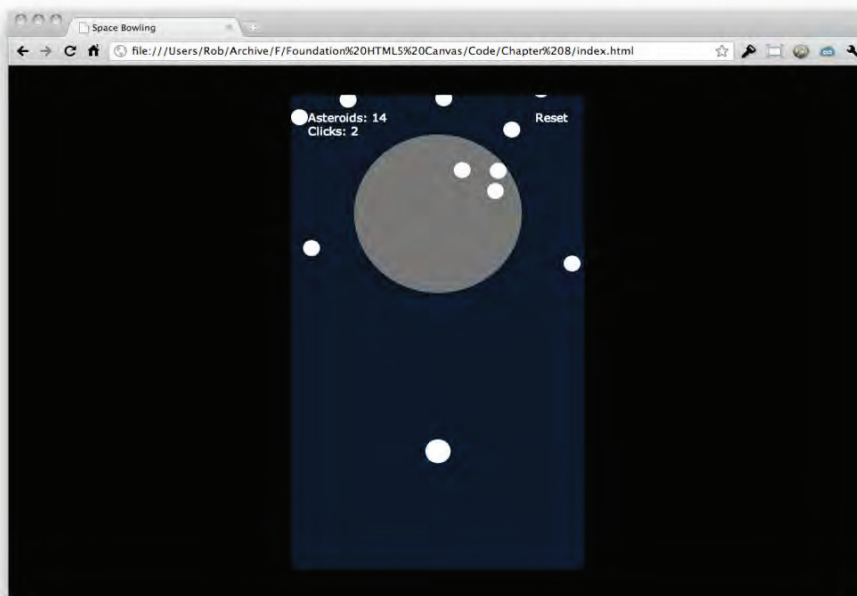 Space Bowling
file:///Users/Rob/Archive/F/Foundation%20HTML5%20Canvas/Code/Chapter%208/index.html
Asteroids: 14
Reset
Clicks: 2